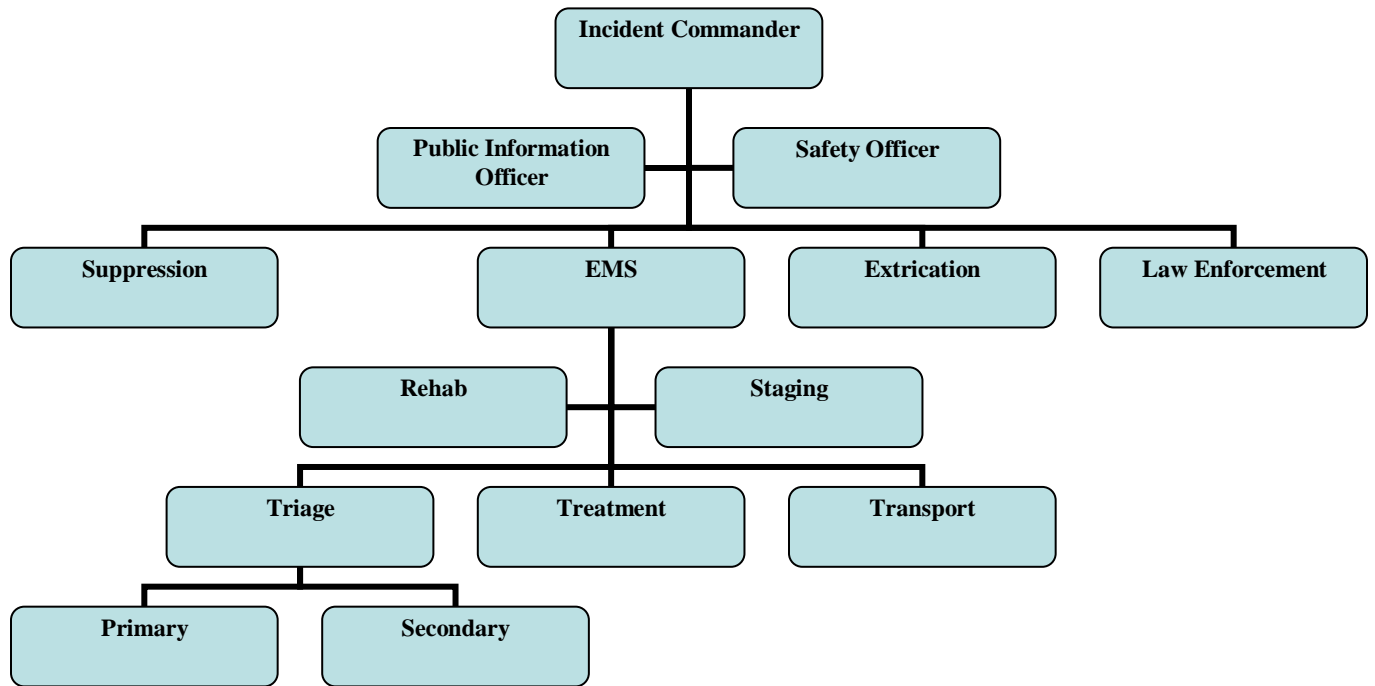 Incident Commander
Public Information
Officer
Safety Officer
Suppression
EMS
Extrication
Law Enforcement
Rehab
Staging
Triage
Treatment
Transport
Primary
Secondary